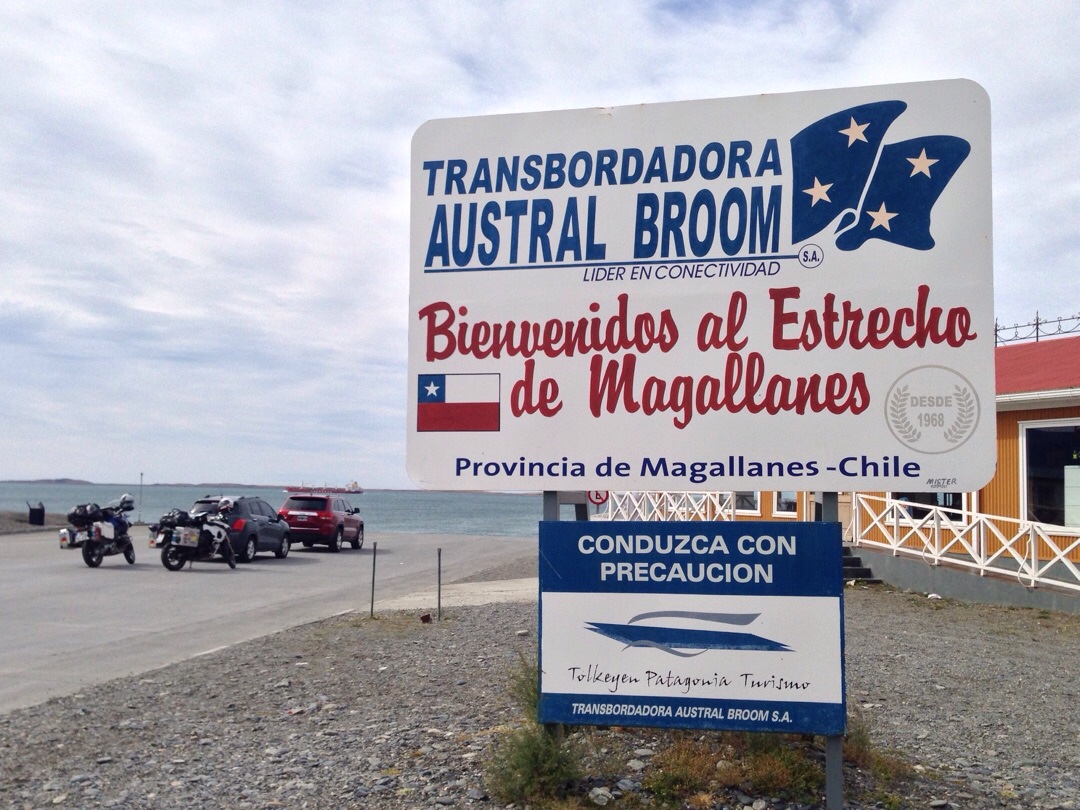 TRANSBORDADORA
AUSTRAL BROOM
S.A.
LIDER EN CONECTIVIDAD
Bienvenidos al Estrecho
de Magallanes
DESDE
1968
Provincia de Magallanes - Chile
MISTER
CONDUZCA CON
PRECAUCION
Tolkeyen Patagonia Turismo
TRANSBORDADORA AUSTRAL BROOM S.A.